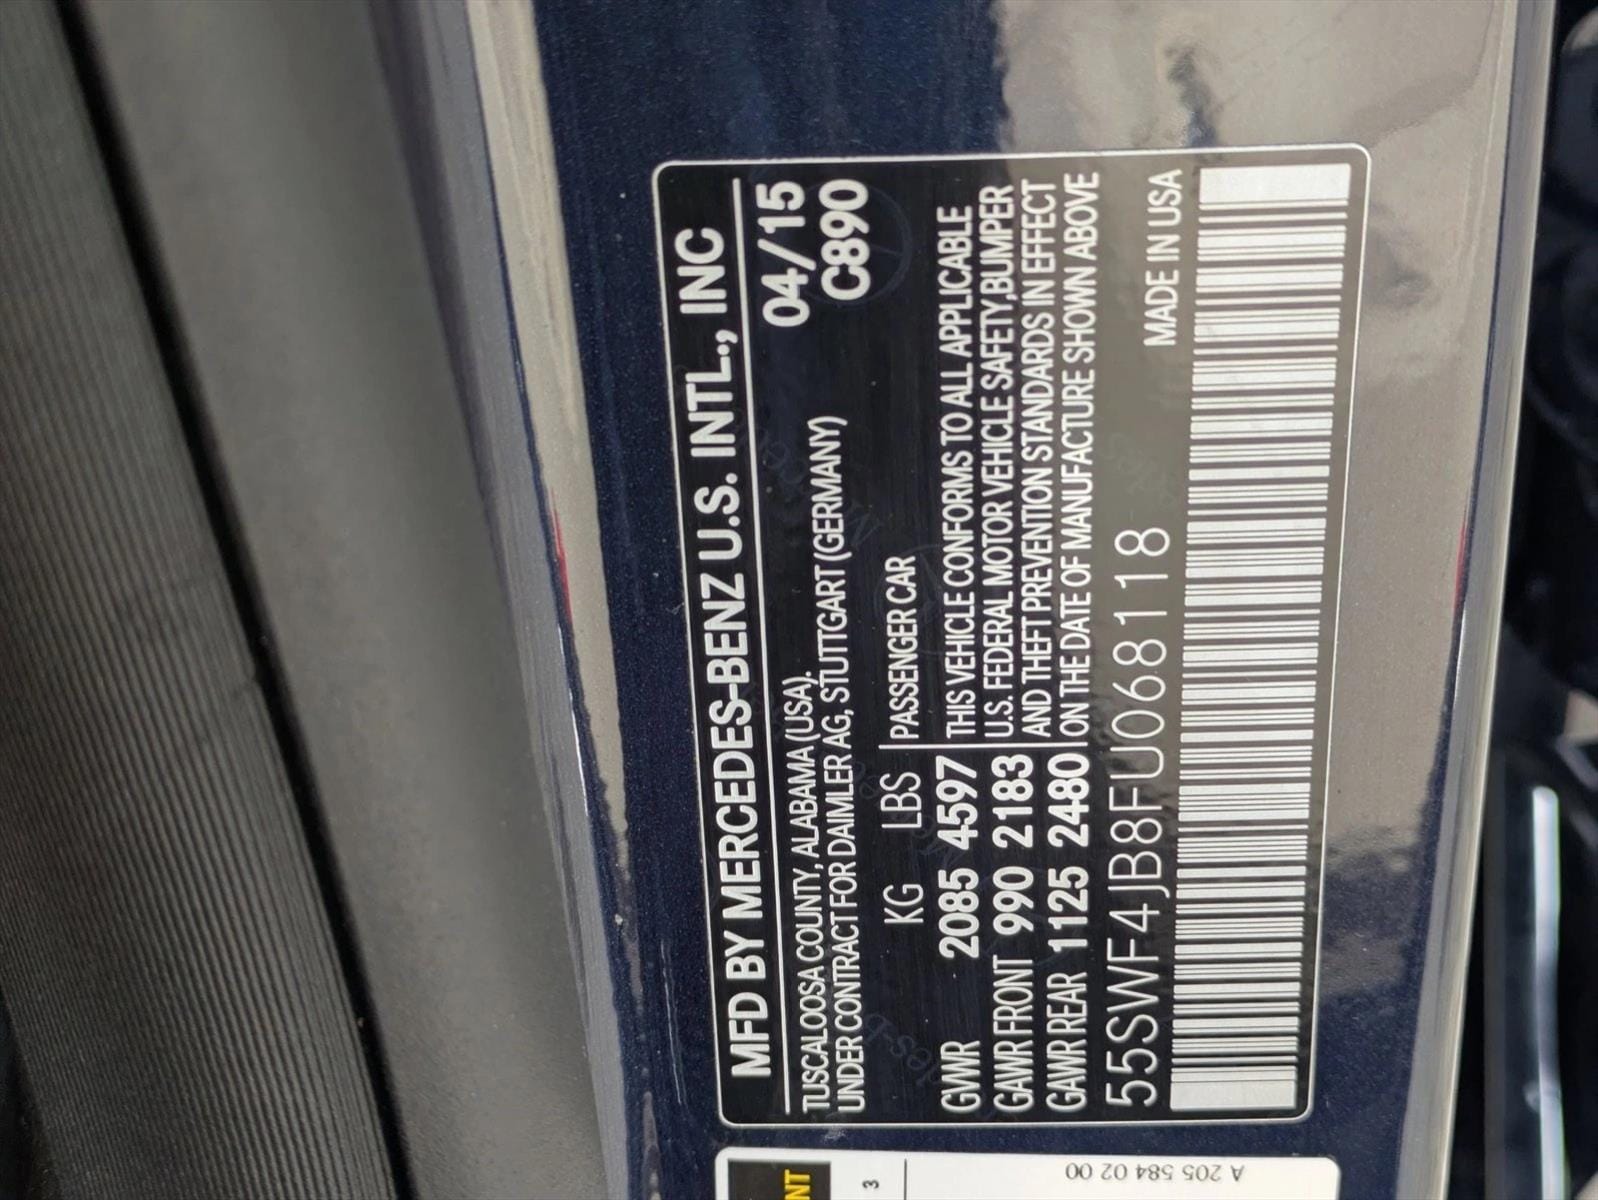 MFD BY MERCEDES-BENZ U.S. INTL., INC
TUSCALOOSA COUNTY, ALABAMA (USA). 04/15
UNDER CONTRACT FOR DAIMLER AG, STUTTGART (GERMANY) C890
KG LBS PASSENGER CAR
GVWR 2085 4597 THIS VEHICLE CONFORMS TO ALL APPLICABLE
GAWR FRONT 990 2183 U.S. FEDERAL MOTOR VEHICLE SAFETY,BUMPER
GAWR REAR 1125 2480 AND THEFT PREVENTION STANDARDS IN EFFECT
ON THE DATE OF MANUFACTURE SHOWN ABOVE
55SWF4JB8FU068118 MADE IN USA
NT
3
A 205 584 02 00